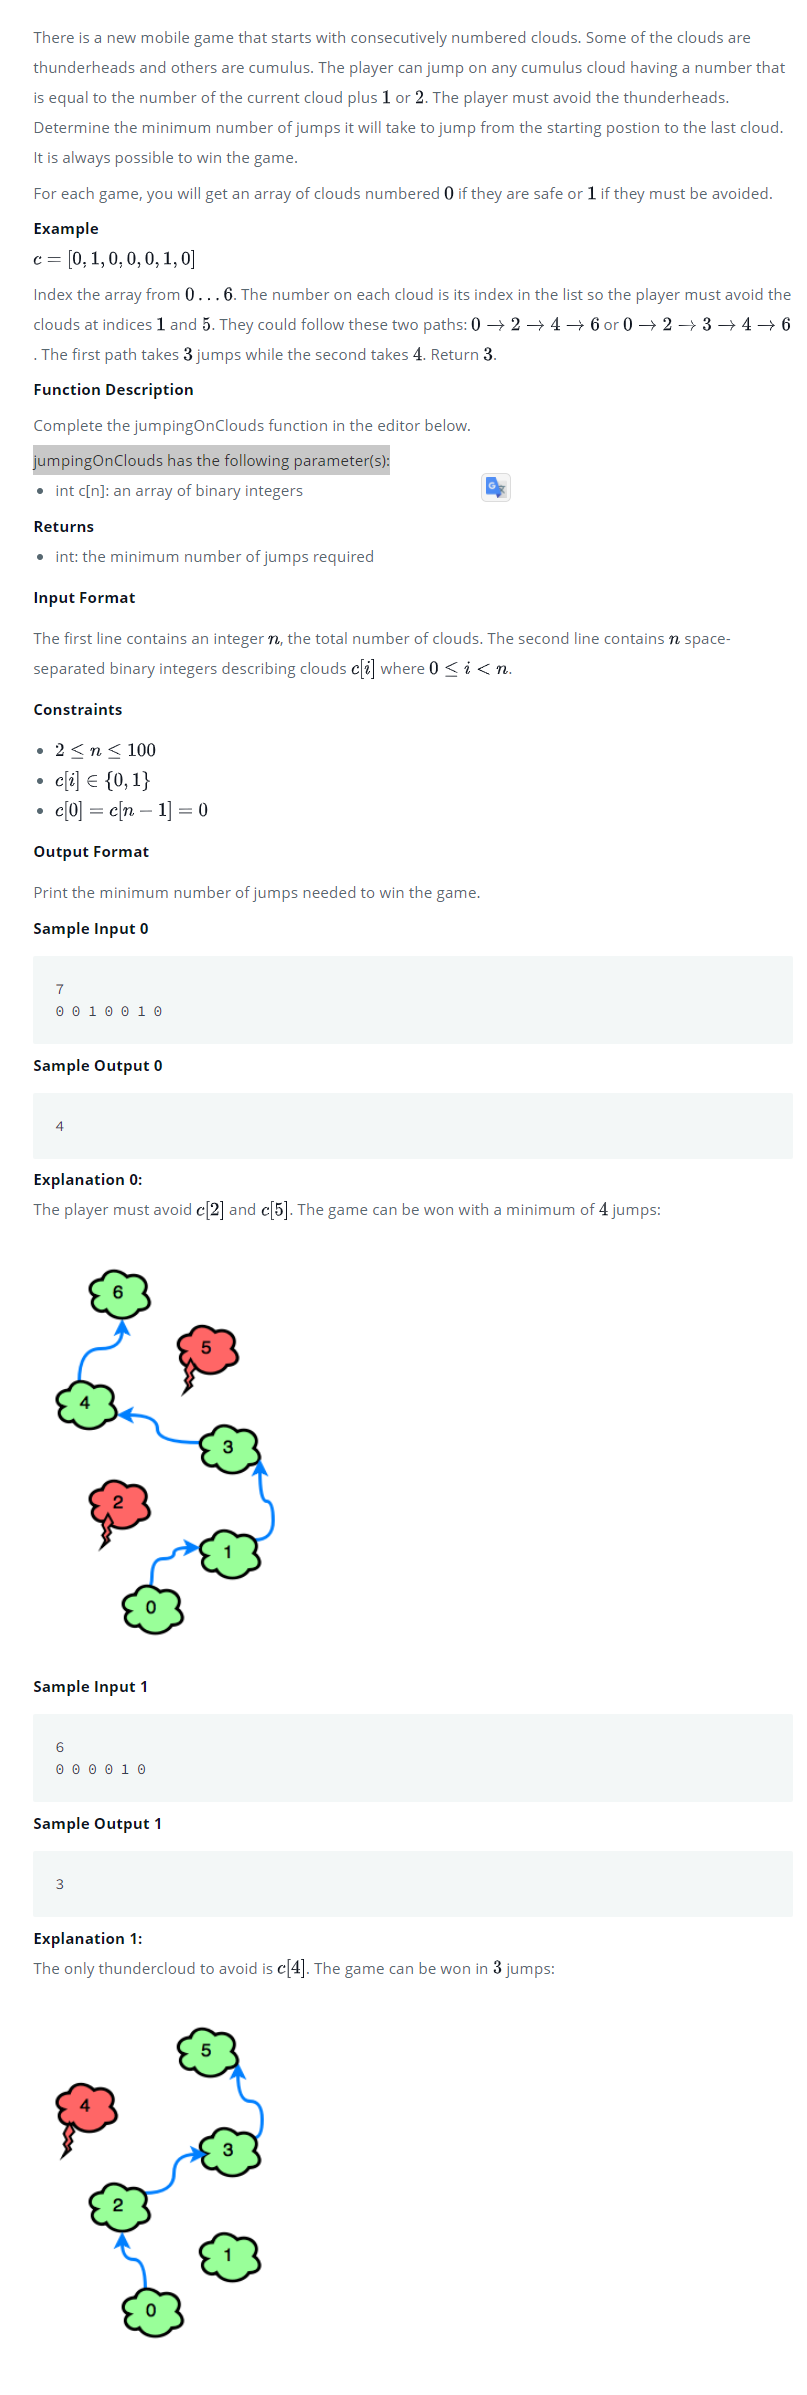 There is a new mobile game that starts with consecutively numbered clouds. Some of the clouds are
thunderheads and others are cumulus. The player can jump on any cumulus cloud having a number that
is equal to the number of the current cloud plus 1 or 2. The player must avoid the thunderheads.
Determine the minimum number of jumps it will take to jump from the starting postion to the last cloud.
It is always possible to win the game.
For each game, you will get an array of clouds numbered 0 if they are safe or 1 if they must be avoided.
Example
c = [0, 1, 0, 0, 0, 1, 0]
Index the array from 0 . . . 6. The number on each cloud is its index in the list so the player must avoid the
clouds at indices 1 and 5. They could follow these two paths: 0 → 2 → 4 → 6 or 0 → 2 → 3 → 4 → 6
. The first path takes 3 jumps while the second takes 4. Return 3.
Function Description
Complete the jumpingOnClouds function in the editor below.
jumpingOnClouds has the following parameter(s):
• int c[n]: an array of binary integers
Returns
• int: the minimum number of jumps required
Input Format
The first line contains an integer n, the total number of clouds. The second line contains n space-
separated binary integers describing clouds c[i] where 0 ≤ i < n.
Constraints
• 2 ≤ n ≤ 100
• c[i] ∈ {0, 1}
• c[0] = c[n − 1] = 0
Output Format
Print the minimum number of jumps needed to win the game.
Sample Input 0
7
0 0 1 0 0 1 0
Sample Output 0
4
Explanation 0:
The player must avoid c[2] and c[5]. The game can be won with a minimum of 4 jumps:
6
5
4
3
2
1
0
Sample Input 1
6
0 0 0 0 1 0
Sample Output 1
3
Explanation 1:
The only thundercloud to avoid is c[4]. The game can be won in 3 jumps:
5
4
3
2
1
0